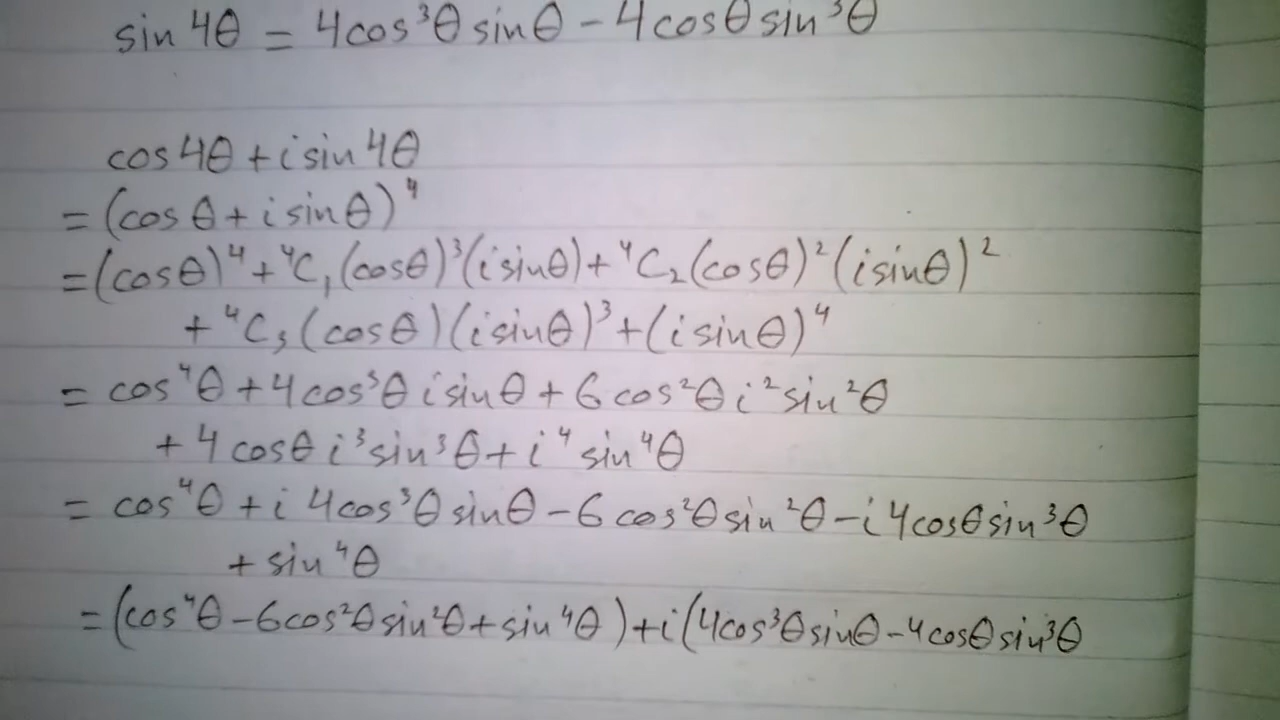 sin 4θ = 4cos³θ sinθ − 4cosθ sin³θ
cos 4θ + i sin 4θ
= (cos θ + i sin θ)⁴
= (cosθ)⁴ + ⁴C₁ (cosθ)³ (i sinθ) + ⁴C₂ (cosθ)² (i sinθ)²
+ ⁴C₃ (cosθ) (i sinθ)³ + (i sinθ)⁴
= cos⁴θ + 4cos³θ i sinθ + 6 cos²θ i² sin²θ
+ 4 cosθ i³ sin³θ + i⁴ sin⁴θ
= cos⁴θ + i 4cos³θ sinθ − 6 cos²θ sin²θ − i 4cosθ sin³θ
+ sin⁴θ
= (cos⁴θ − 6cos²θ sin²θ + sin⁴θ) + i (4cos³θ sinθ − 4cosθ sin³θ